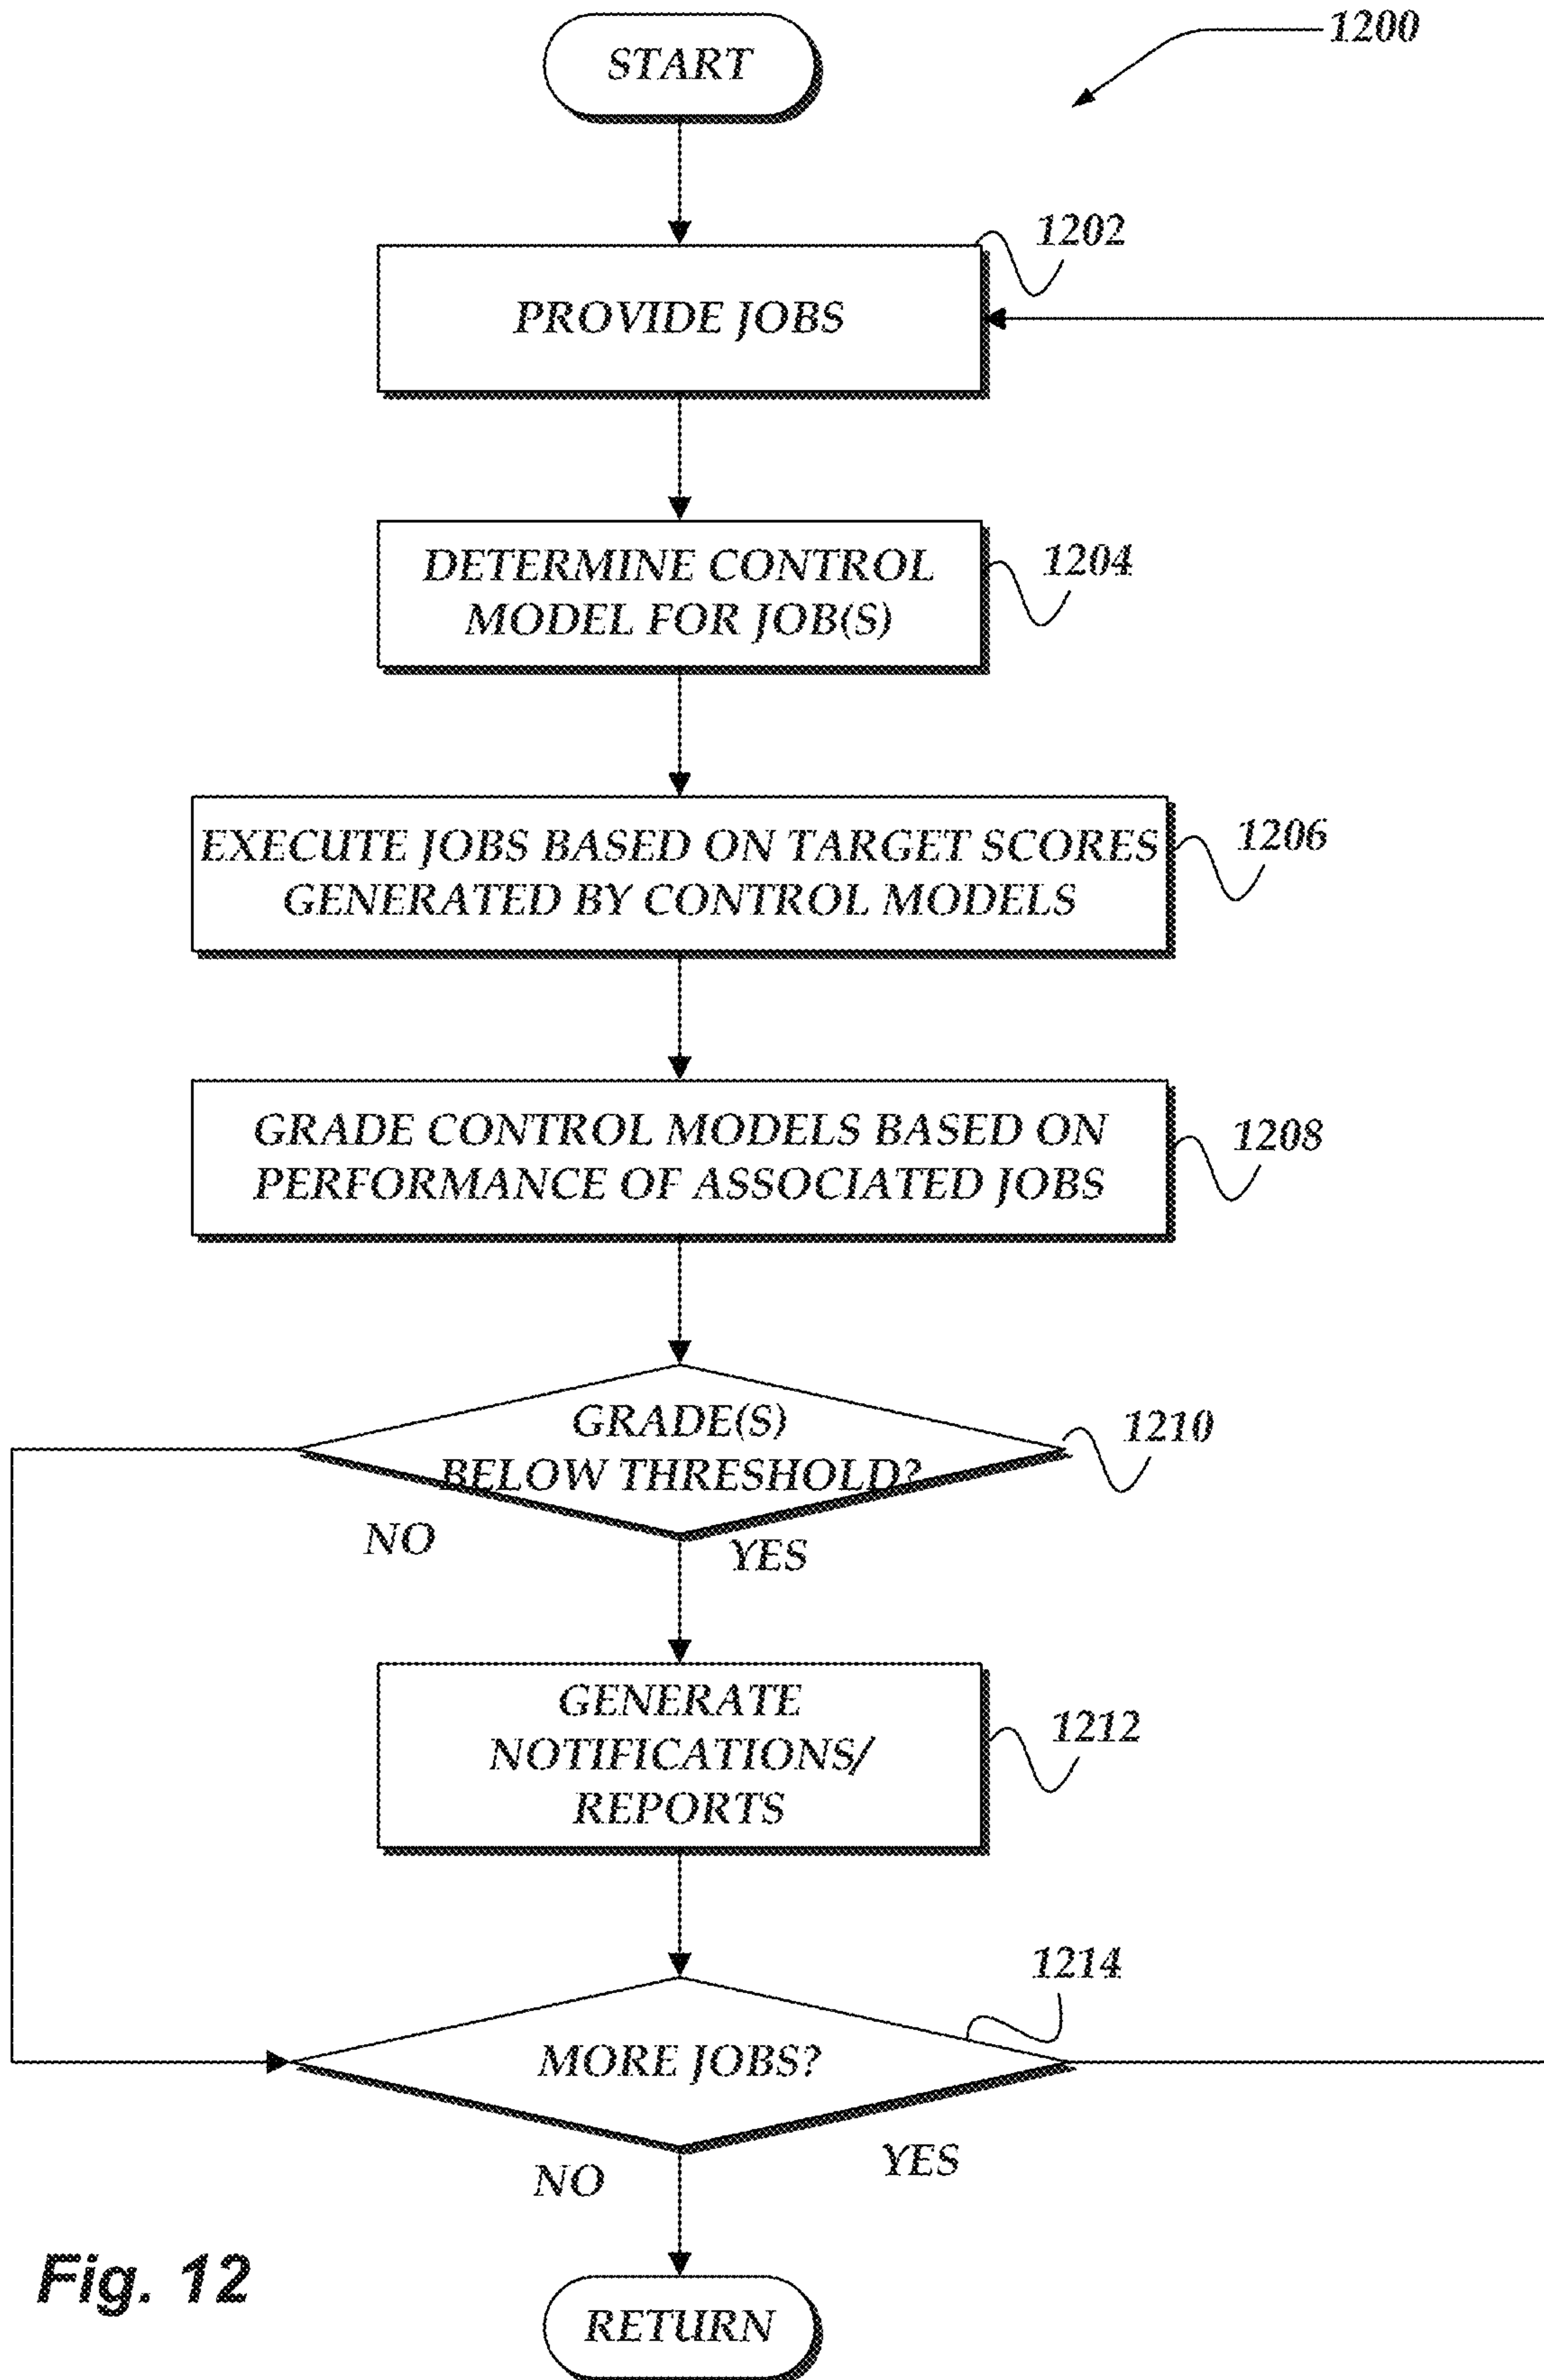 START
1200
1202
PROVIDE JOBS
DETERMINE CONTROL
MODEL FOR JOB(S)
1204
EXECUTE JOBS BASED ON TARGET SCORES
GENERATED BY CONTROL MODELS
1206
GRADE CONTROL MODELS BASED ON
PERFORMANCE OF ASSOCIATED JOBS
1208
GRADE(S)
BELOW THRESHOLD?
1210
NO
YES
GENERATE
NOTIFICATIONS/
REPORTS
1212
1214
MORE JOBS?
NO
YES
RETURN
Fig. 12